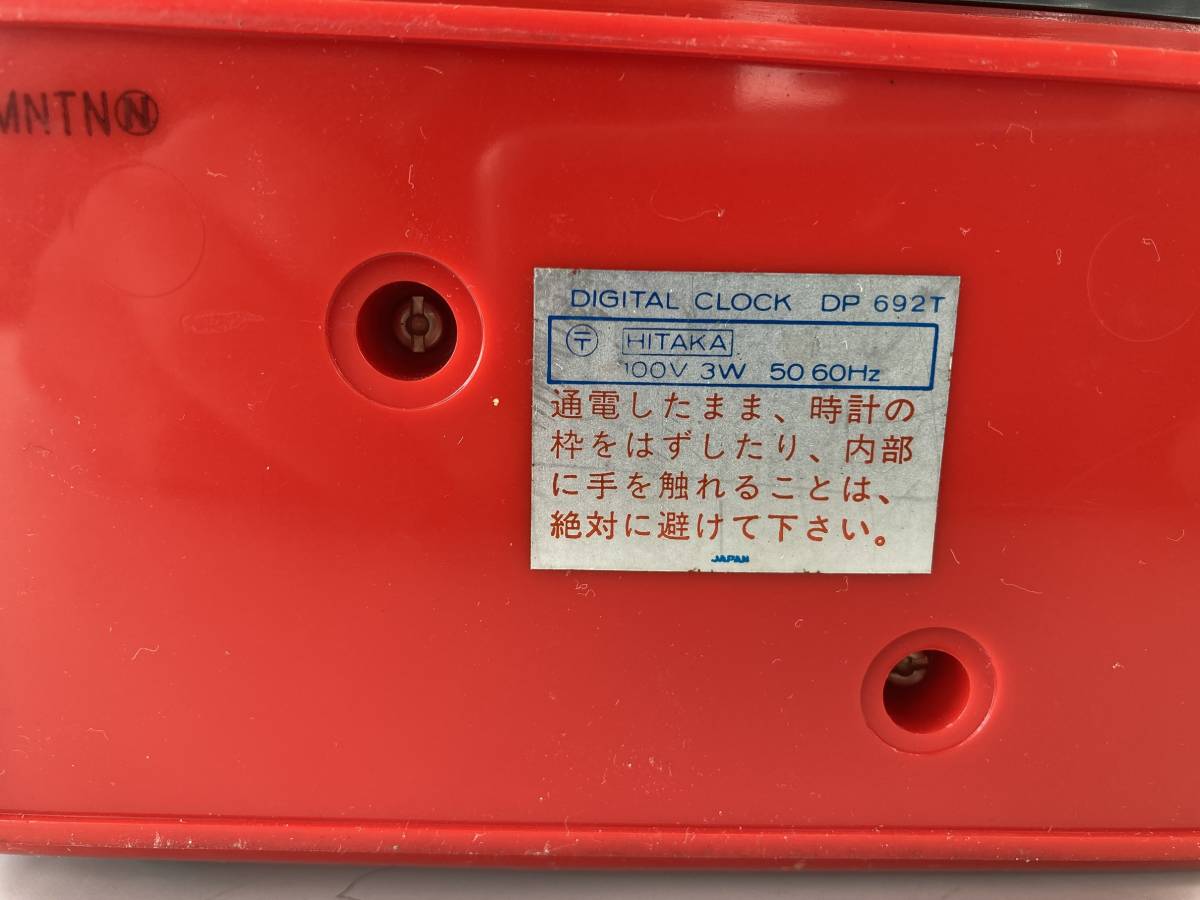 MNTNⓃ
DIGITAL CLOCK DP 692T
〶 HITAKA
100V 3W 50 60Hz
通電したまま、時計の
枠をはずしたり、内部
に手を触れることは、
絶対に避けて下さい。
JAPAN